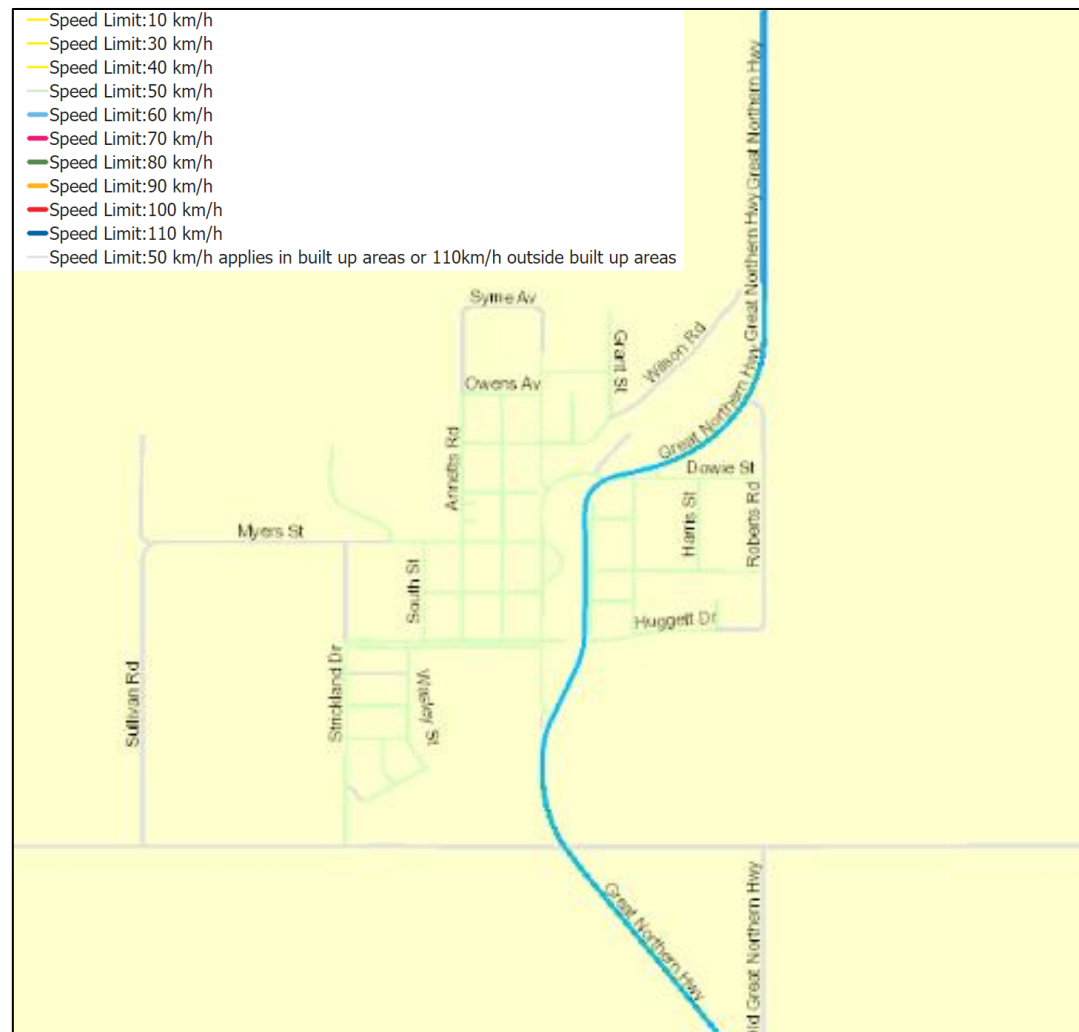 Speed Limit:10 km/h
Speed Limit:30 km/h
Speed Limit:40 km/h
Speed Limit:50 km/h
Speed Limit:60 km/h
Speed Limit:70 km/h
Speed Limit:80 km/h
Speed Limit:90 km/h
Speed Limit:100 km/h
Speed Limit:110 km/h
Speed Limit:50 km/h applies in built up areas or 110km/h outside built up areas
Great Northern Hwy
Great Northern Hwy
Great Northern Hwy
Syme Av
Grant St
Wilson Rd
Owens Av
Great Northern Hwy
Annetts Rd
Dowie St
Harris St
Roberts Rd
Myers St
South St
Huggett Dr
Sullivan Rd
Strickland Dr
St
Great Northern Hwy
Great Northern Hwy